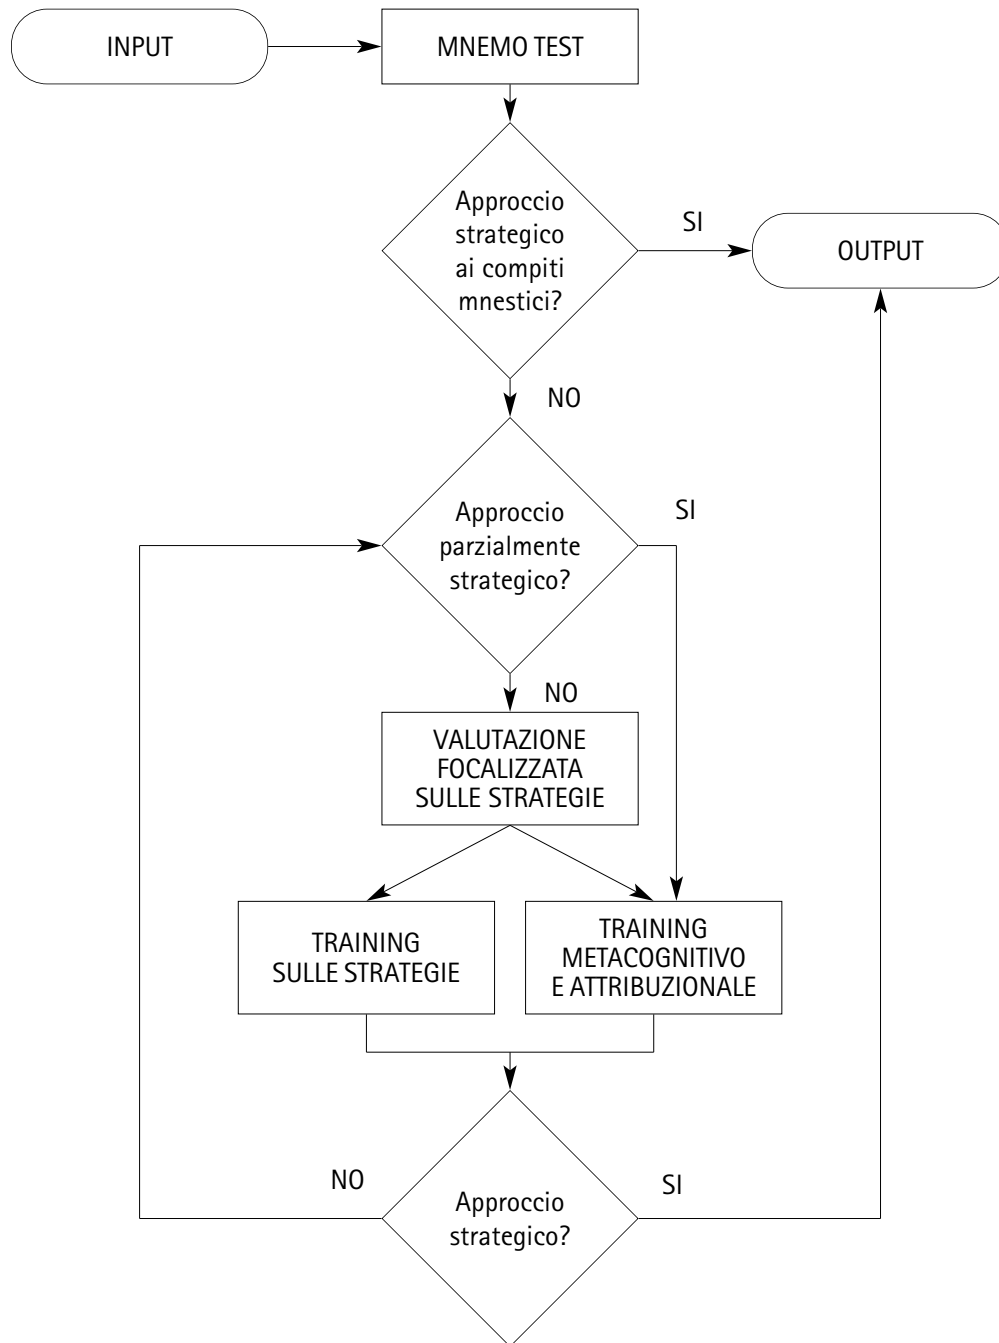 INPUT
MNEMO TEST
Approccio
strategico
ai compiti
mnestici?
SI
OUTPUT
NO
Approccio
parzialmente
strategico?
SI
NO
VALUTAZIONE
FOCALIZZATA
SULLE STRATEGIE
TRAINING
SULLE STRATEGIE
TRAINING
METACOGNITIVO
E ATTRIBUZIONALE
NO
Approccio
strategico?
SI